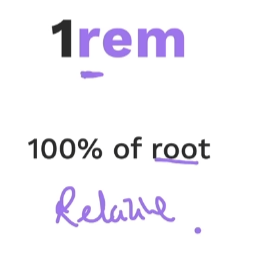 1rem
100% of root
Relative.